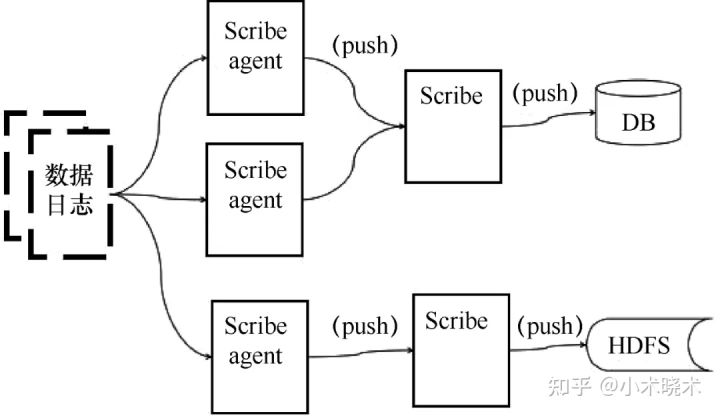 数据
日志
Scribe
agent
(push)
Scribe
(push)
DB
Scribe
agent
Scribe
agent
(push)
Scribe
(push)
HDFS
知乎 @小术晓术